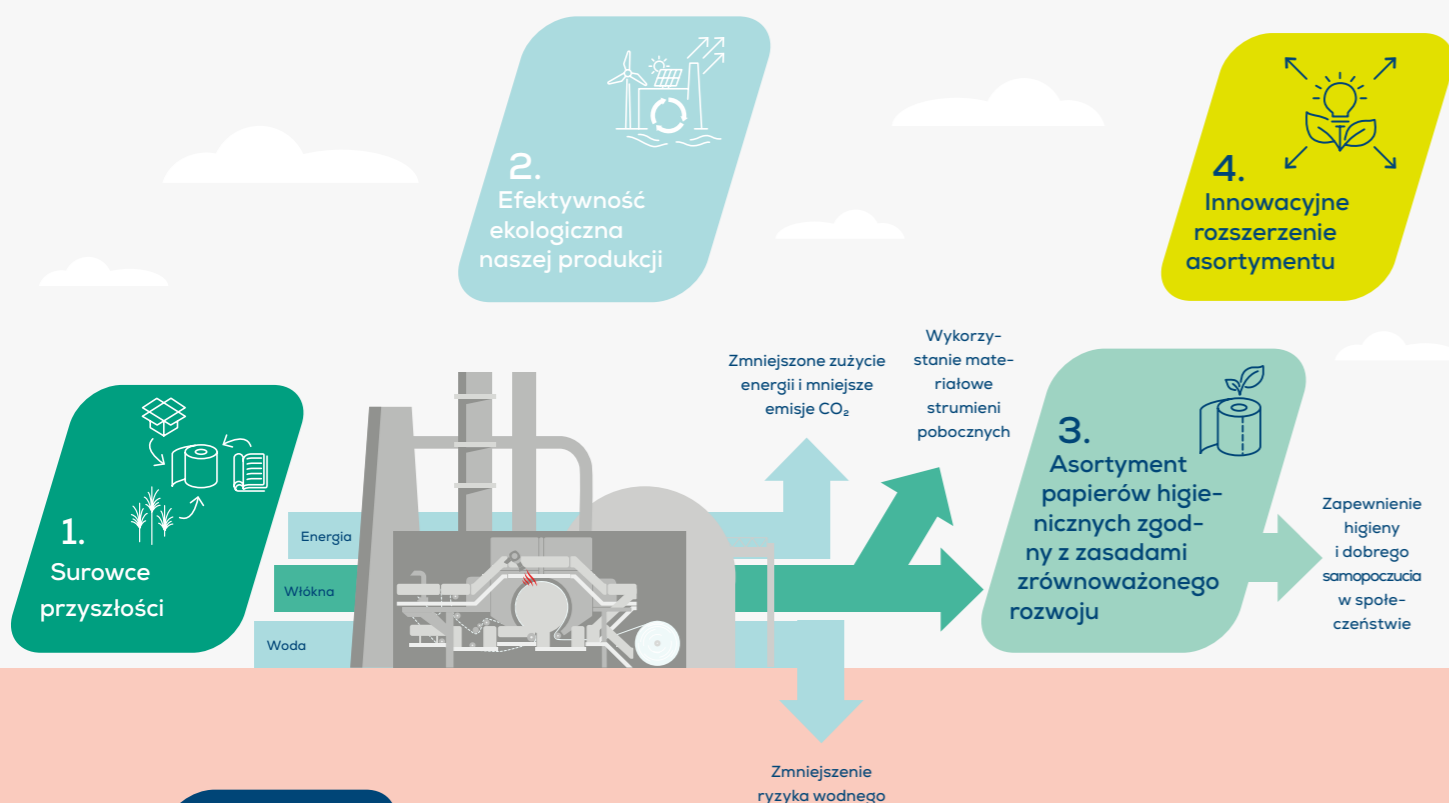 2.
Efektywność
ekologiczna
naszej produkcji
4.
Innowacyjne
rozszerzenie
asortymentu
1.
Surowce
przyszłości
Energia
Włókna
Woda
Zmniejszone zużycie
energii i mniejsze
emisje CO₂
Wykorzy-
stanie mate-
riałowe
strumieni
pobocznych
3.
Asortyment
papierów higie-
nicznych zgod-
ny z zasadami
zrównoważonego
rozwoju
Zapewnienie
higieny
i dobrego
samopoczucia
w społe-
czeństwie
Zmniejszenie
ryzyka wodnego